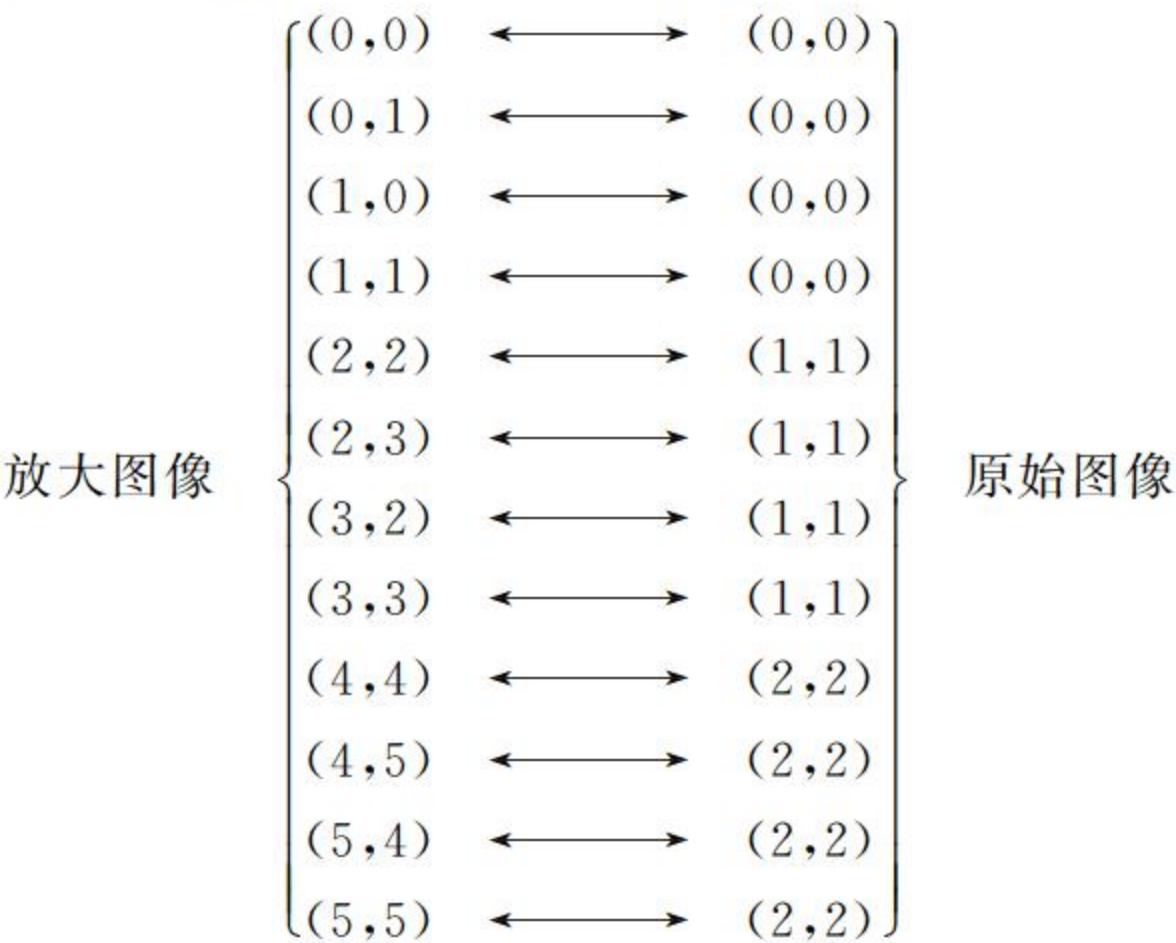 (0,0) ⟷ (0,0)
(0,1) ⟷ (0,0)
(1,0) ⟷ (0,0)
(1,1) ⟷ (0,0)
(2,2) ⟷ (1,1)
(2,3) ⟷ (1,1)
放大图像 原始图像
(3,2) ⟷ (1,1)
(3,3) ⟷ (1,1)
(4,4) ⟷ (2,2)
(4,5) ⟷ (2,2)
(5,4) ⟷ (2,2)
(5,5) ⟷ (2,2)